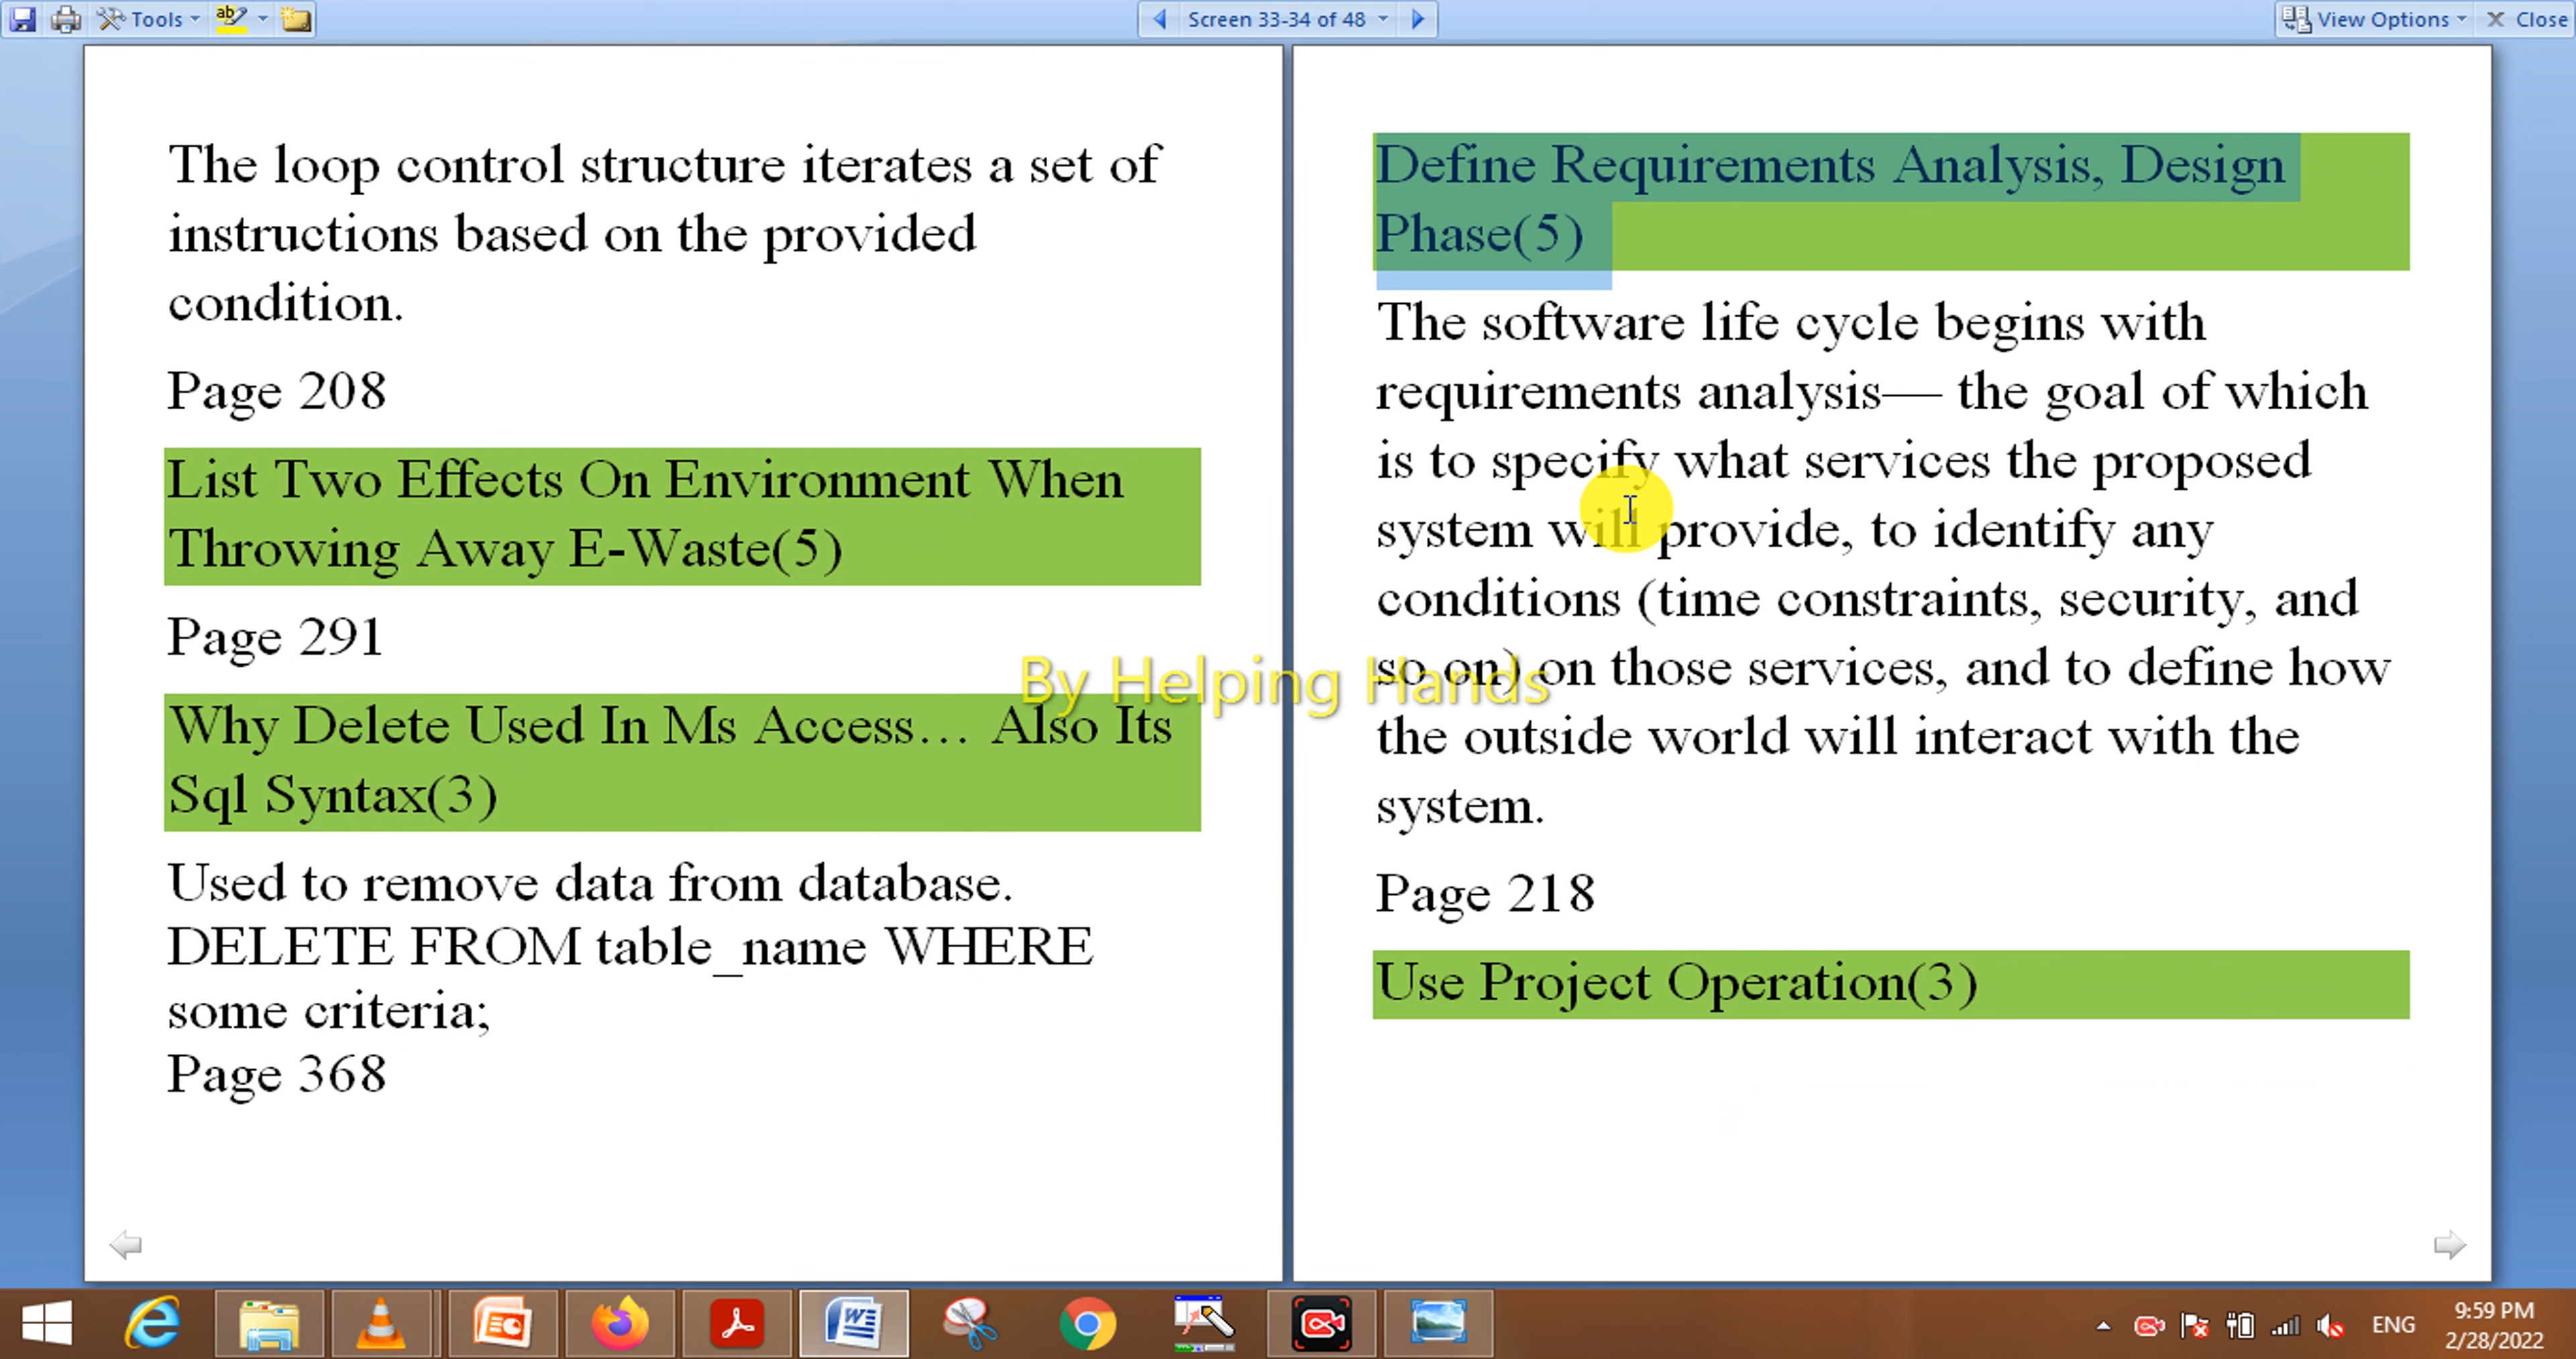 Tools
Screen 33-34 of 48
View Options
Close
The loop control structure iterates a set of
instructions based on the provided
condition.
Page 208
List Two Effects On Environment When
Throwing Away E-Waste(5)
Page 291
Why Delete Used In Ms Access… Also Its
Sql Syntax(3)
Used to remove data from database.
DELETE FROM table_name WHERE
some criteria;
Page 368
Define Requirements Analysis, Design
Phase(5)
The software life cycle begins with
requirements analysis— the goal of which
is to specify what services the proposed
system will provide, to identify any
conditions (time constraints, security, and
so on) on those services, and to define how
the outside world will interact with the
system.
Page 218
Use Project Operation(3)
By Helping Hands
ENG
9:59 PM
2/28/2022